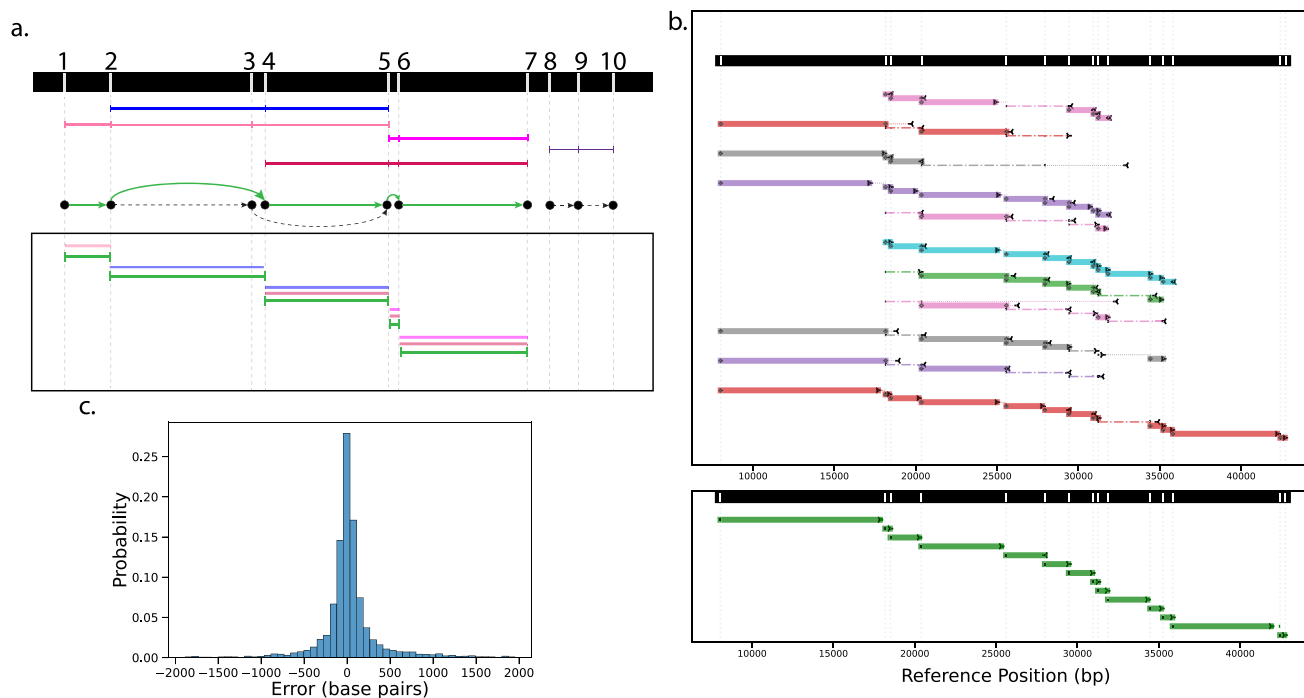 a.
1 2 3 4 5 6 7 8 9 10
b.
10000 15000 20000 25000 30000 35000 40000
c.
Probability
0.25
0.20
0.15
0.10
0.05
0.00
−2000 −1500 −1000 −500 0 500 1000 1500 2000
Error (base pairs)
10000 15000 20000 25000 30000 35000 40000
Reference Position (bp)